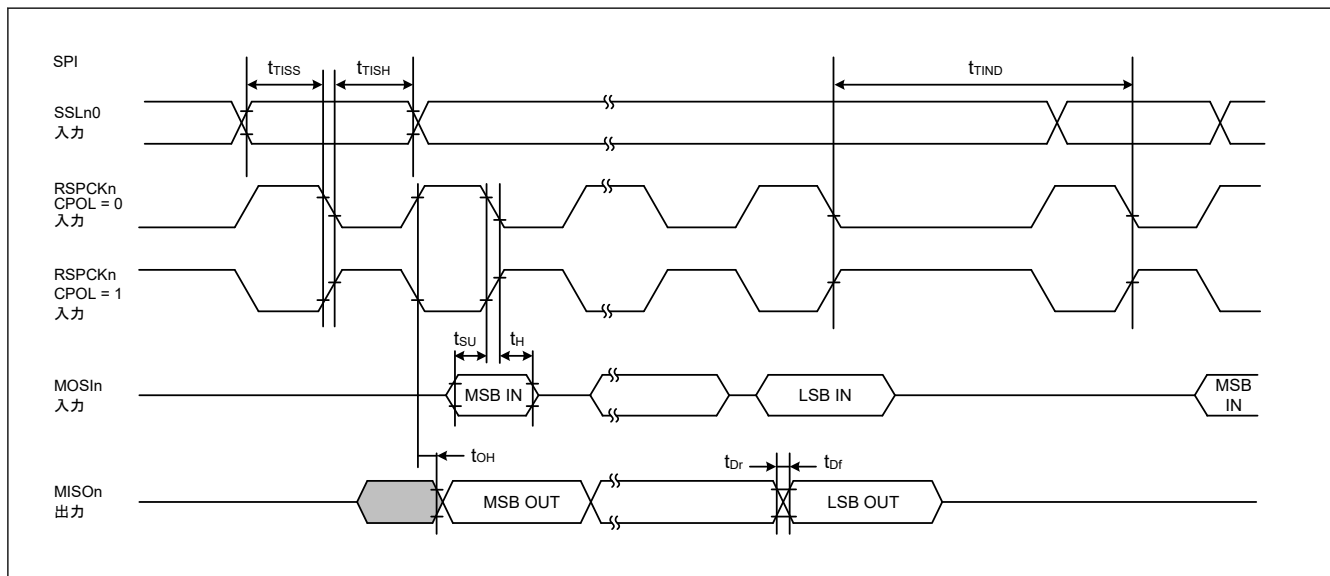 SPI
tTISS
tTISH
tTIND
SSLn0
入力
RSPCKn
CPOL = 0
入力
RSPCKn
CPOL = 1
入力
tSU
tH
MOSIn
入力
MSB IN
LSB IN
MSB
IN
tOH
tDr
tDf
MISOn
出力
MSB OUT
LSB OUT